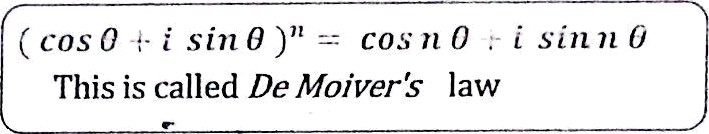 ( cos θ + i sin θ )ⁿ = cos n θ + i sin n θ
This is called De Moiver's law